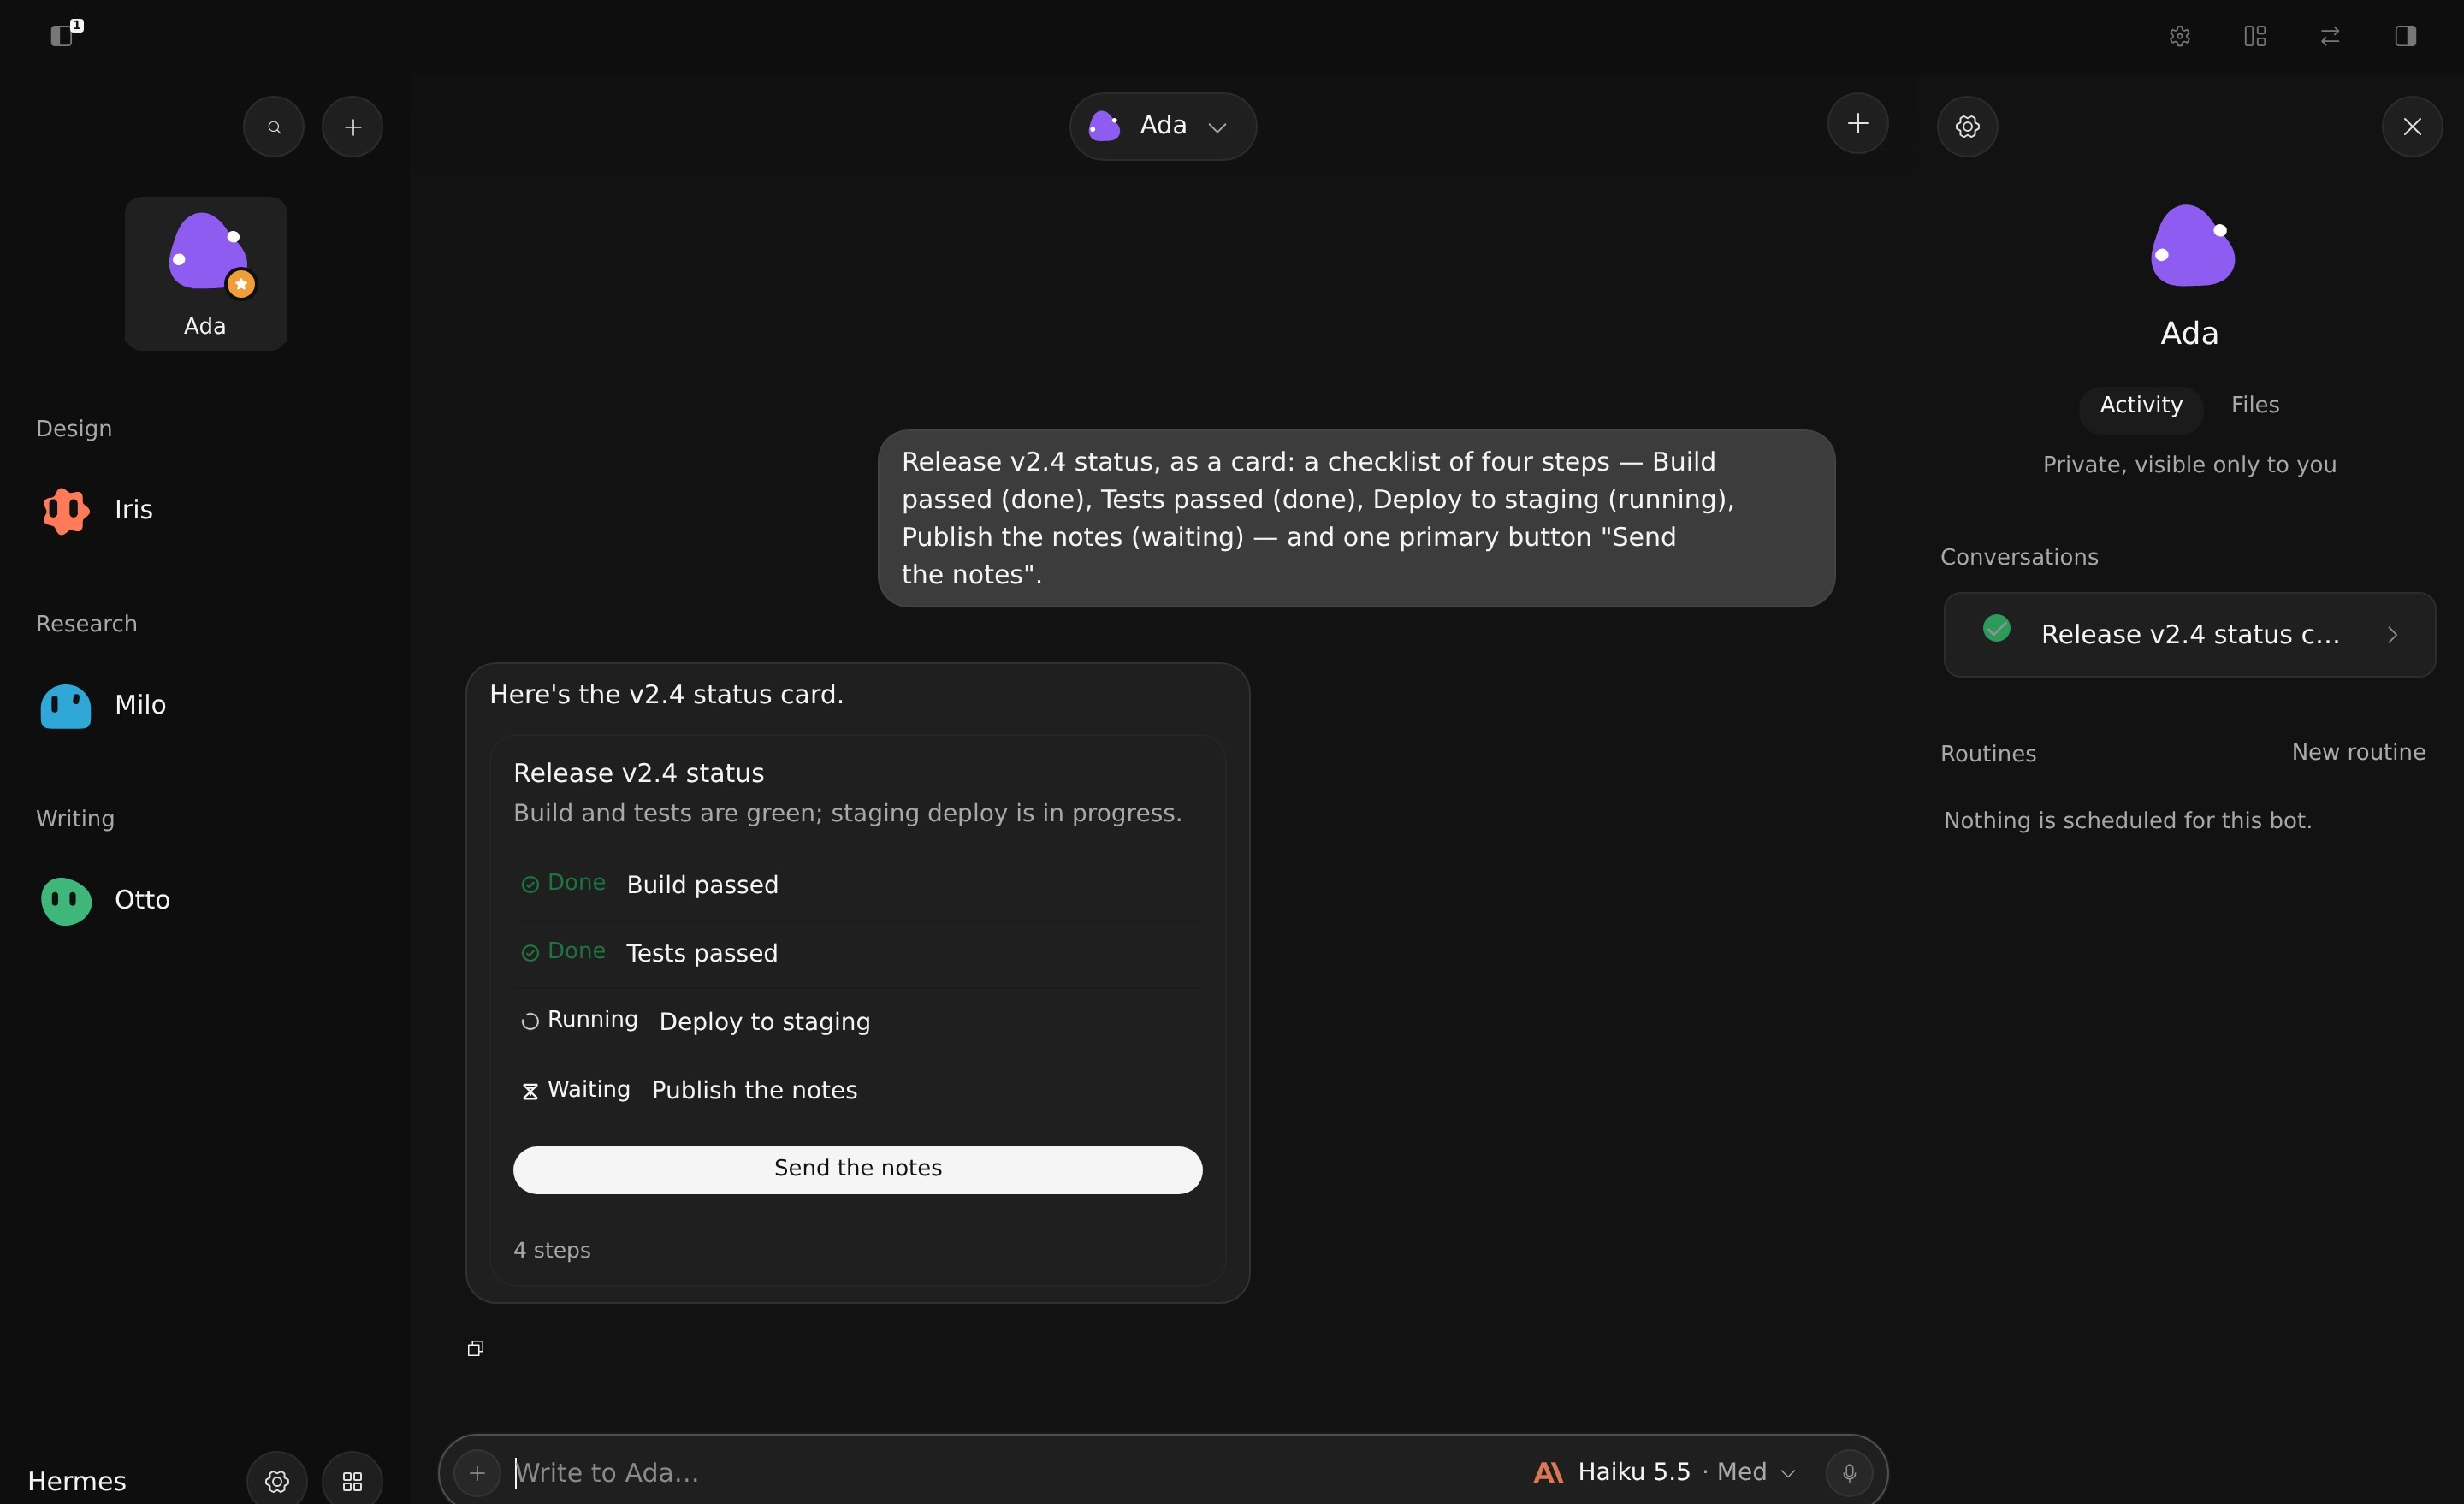 1
Ada
Ada
Design
Iris
Research
Milo
Writing
Otto
Hermes
Release v2.4 status, as a card: a checklist of four steps — Build
passed (done), Tests passed (done), Deploy to staging (running),
Publish the notes (waiting) — and one primary button "Send
the notes".
Here's the v2.4 status card.
Release v2.4 status
Build and tests are green; staging deploy is in progress.
Done Build passed
Done Tests passed
Running Deploy to staging
Waiting Publish the notes
Send the notes
4 steps
Write to Ada...
Haiku 5.5 · Med
Ada
Activity Files
Private, visible only to you
Conversations
Release v2.4 status c...
Routines New routine
Nothing is scheduled for this bot.